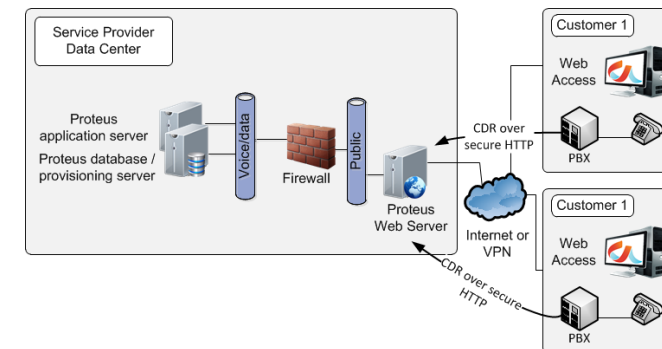 Service Provider
Data Center
Proteus
application server
Proteus database /
provisioning server
Voice/data
Firewall
Public
Proteus
Web Server
Internet or
VPN
CDR over
secure HTTP
CDR over secure
HTTP
Customer 1
Web
Access
PBX
Customer 1
Web
Access
PBX